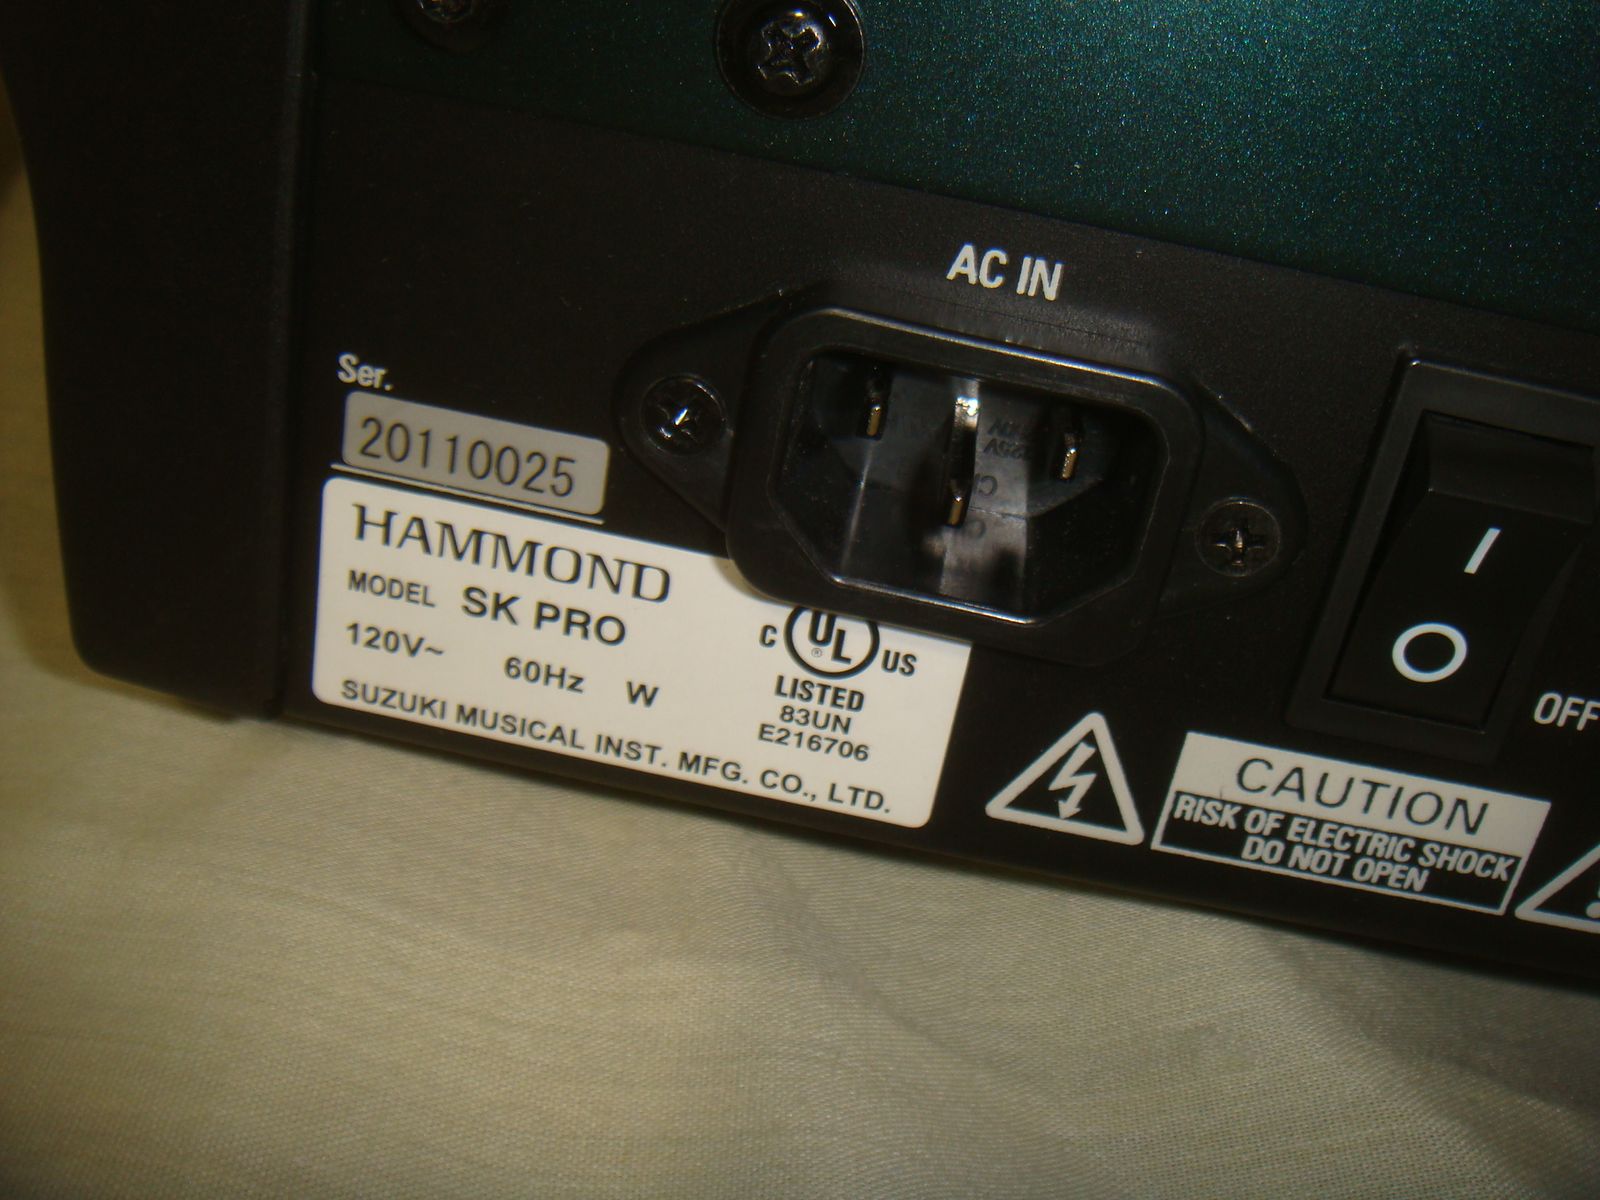 AC IN
Ser.
20110025
HAMMOND
MODEL SK PRO
120V~ 60Hz W
SUZUKI MUSICAL INST. MFG. CO., LTD.
C UL® US
LISTED
83UN
E216706
I
O
OFF
CAUTION
RISK OF ELECTRIC SHOCK
DO NOT OPEN